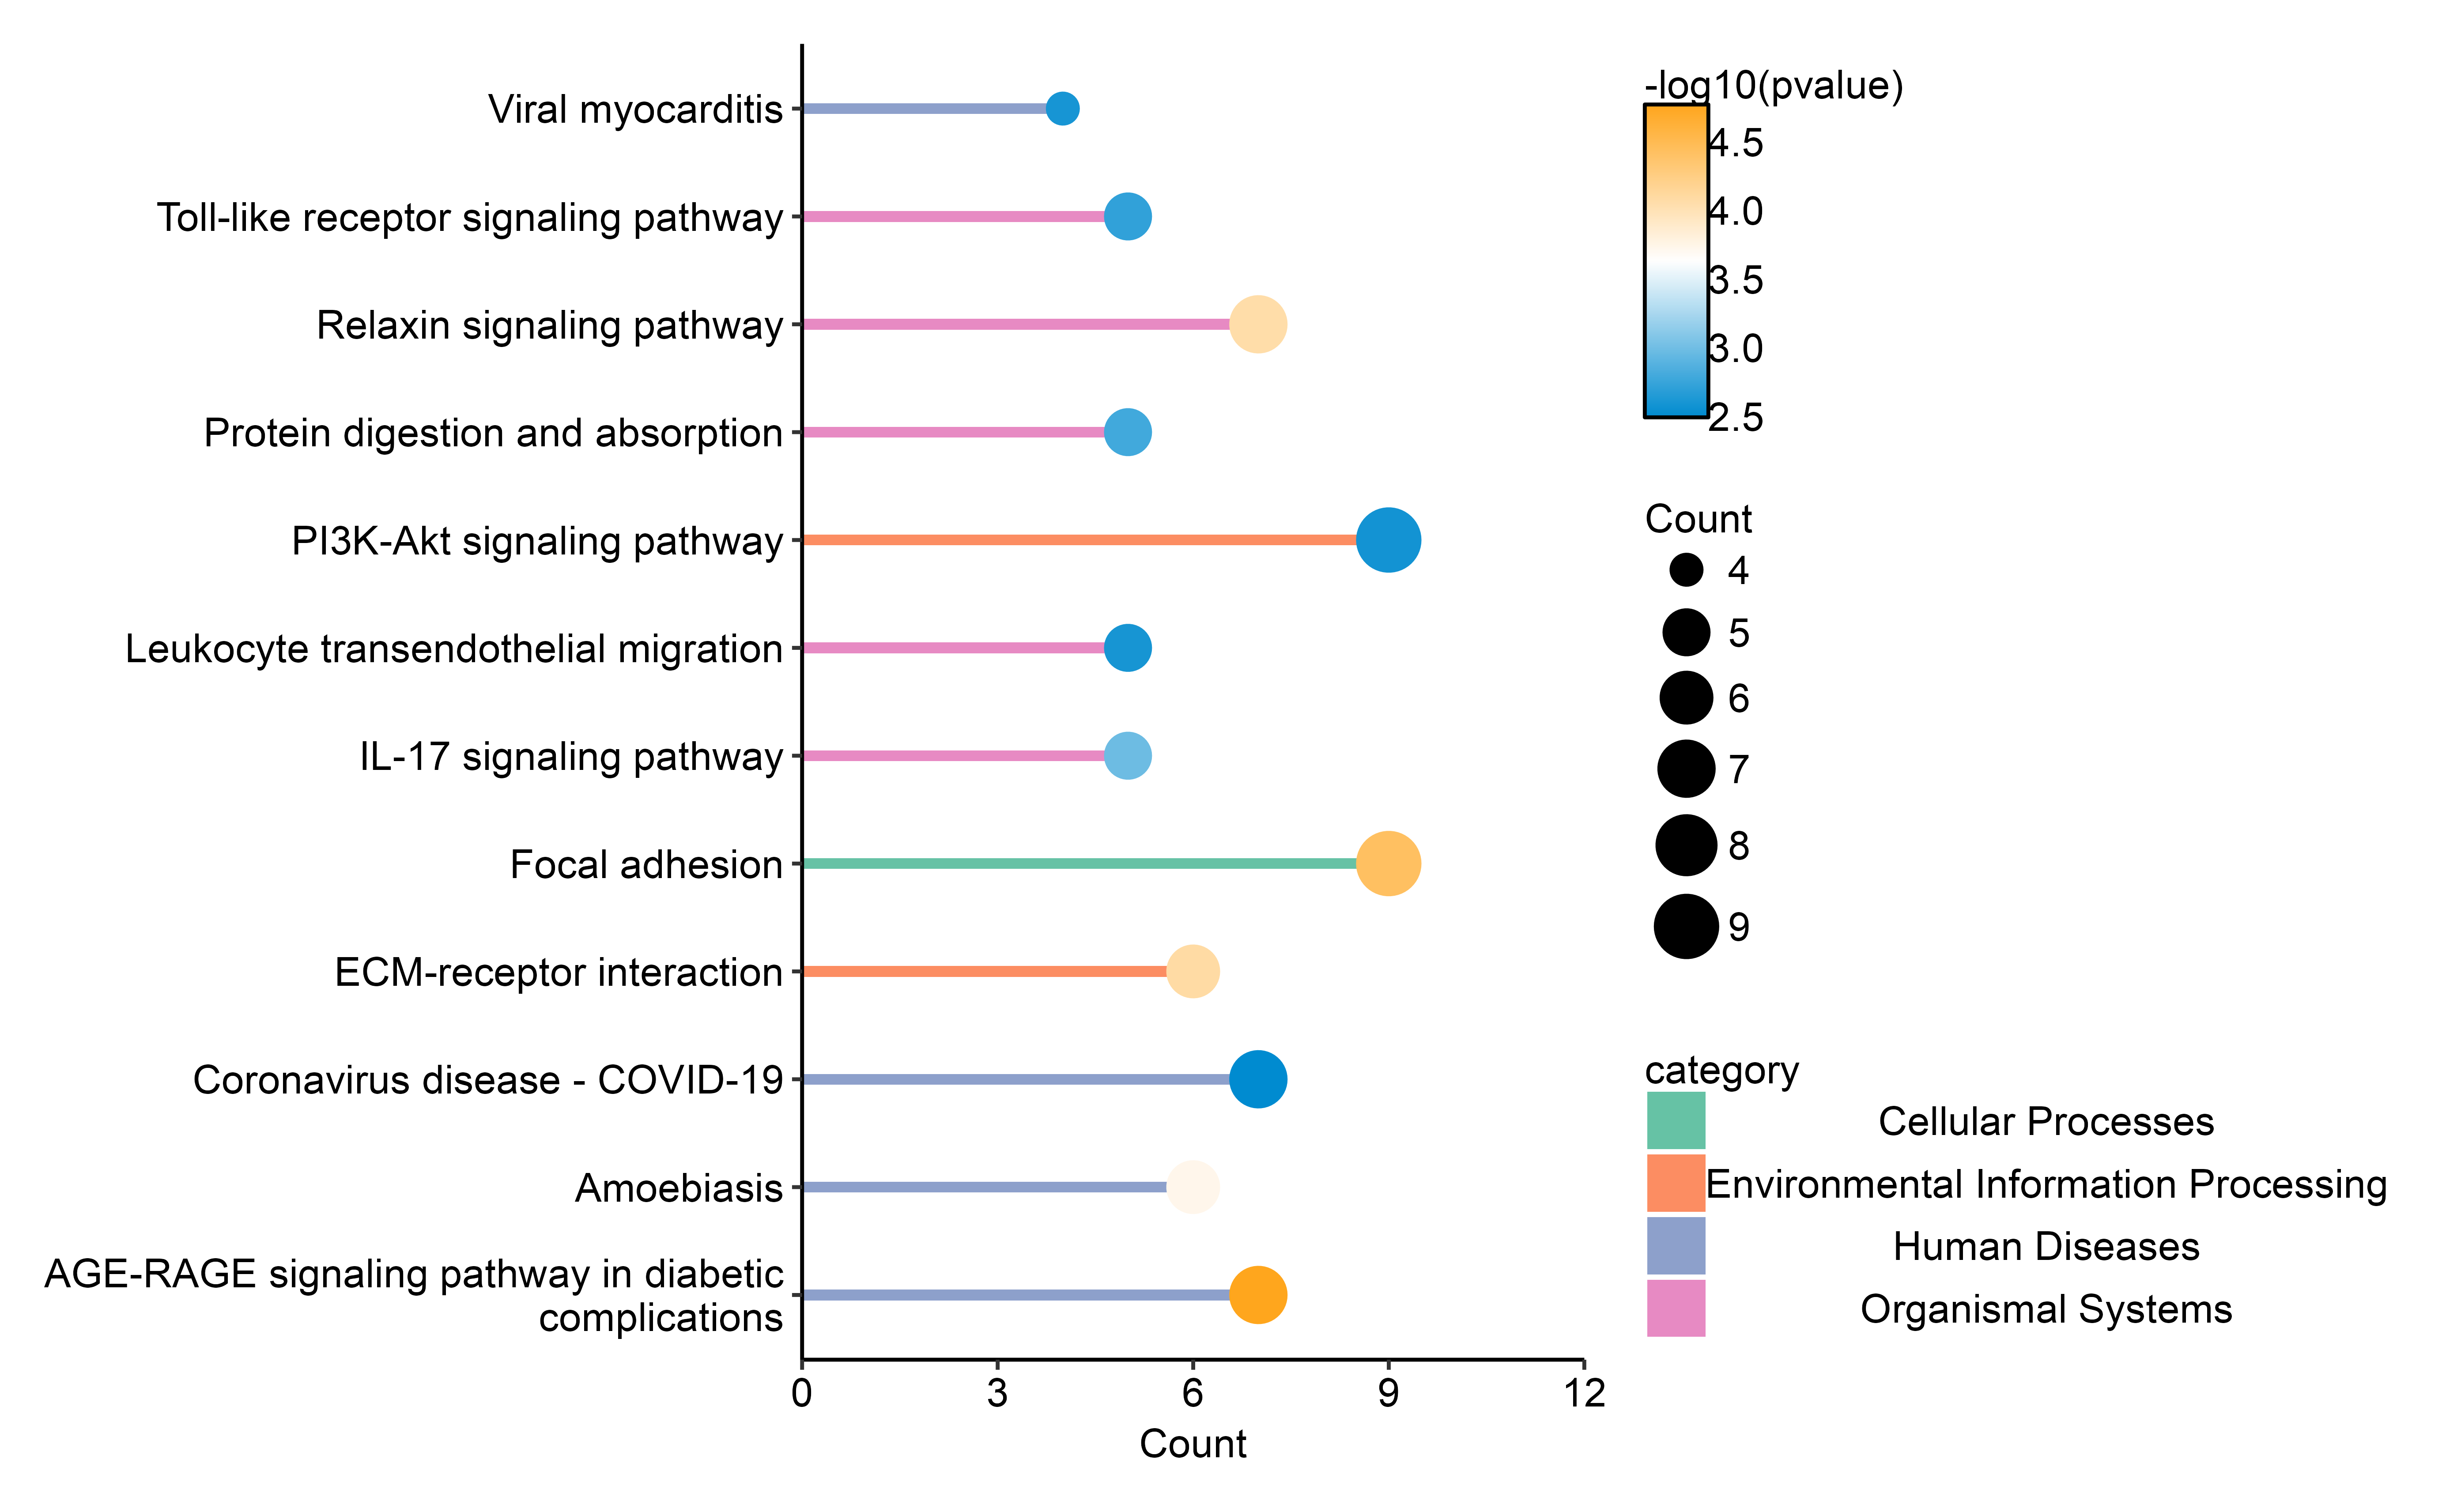 Viral myocarditis
Toll-like receptor signaling pathway
Relaxin signaling pathway
Protein digestion and absorption
PI3K-Akt signaling pathway
Leukocyte transendothelial migration
IL-17 signaling pathway
Focal adhesion
ECM-receptor interaction
Coronavirus disease - COVID-19
Amoebiasis
AGE-RAGE signaling pathway in diabetic
complications
0 3 6 9 12
Count
-log10(pvalue)
4.5
4.0
3.5
3.0
2.5
Count
4
5
6
7
8
9
category
Cellular Processes
Environmental Information Processing
Human Diseases
Organismal Systems